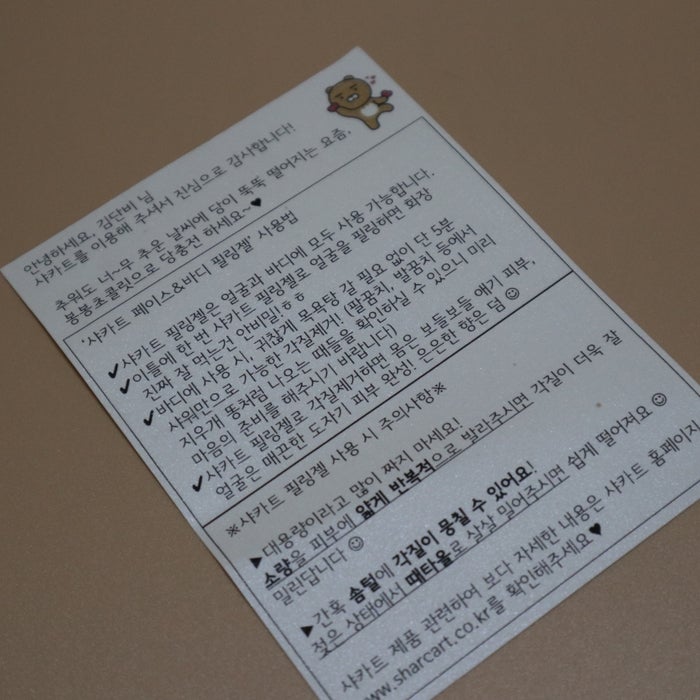 안녕하세요, 김단비 님
샤카트를 이용해 주셔서 진심으로 감사합니다!
추워도 너~무 추운 날씨에 당이 뚝뚝 떨어지는 요즘,
봉봉초콜릿으로 당충전 하세요~♥
'샤카트 페이스&바디 필링젤' 사용법
✔샤카트 필링젤은 얼굴과 바디에 모두 사용 가능합니다.
✔이틀에 한 번 샤카트 필링젤로 얼굴을 필링하면 화장
진짜 잘 먹는건 안비밀!ㅎㅎ
✔바디에 사용 시, 귀찮게 목욕탕 갈 필요 없이 단 5분
샤워만으로 가능한 각질제거! (팔꿈치, 발꿈치 등에서
지우개 똥처럼 나오는 때들을 확인하실 수 있으니 미리
마음의 준비를 해주시기 바랍니다)
✔샤카트 필링젤로 각질제거하면 몸은 보들보들 애기 피부,
얼굴은 매끈한 도자기 피부 완성! 은은한 향은 덤☺
※샤카트 필링젤 사용 시 주의사항※
▶대용량이라고 많이 짜지 마세요!
소량을 피부에 얇게 반복적으로 발라주시면 각질이 더욱 잘
밀린답니다☺
▶간혹 솜털에 각질이 뭉칠 수 있어요!
젖은 상태에서 때타올로 살살 밀어주시면 쉽게 떨어져요☺
샤카트 제품 관련하여 보다 자세한 내용은 샤카트 홈페이지
www.sharcart.co.kr를 확인해주세요♥